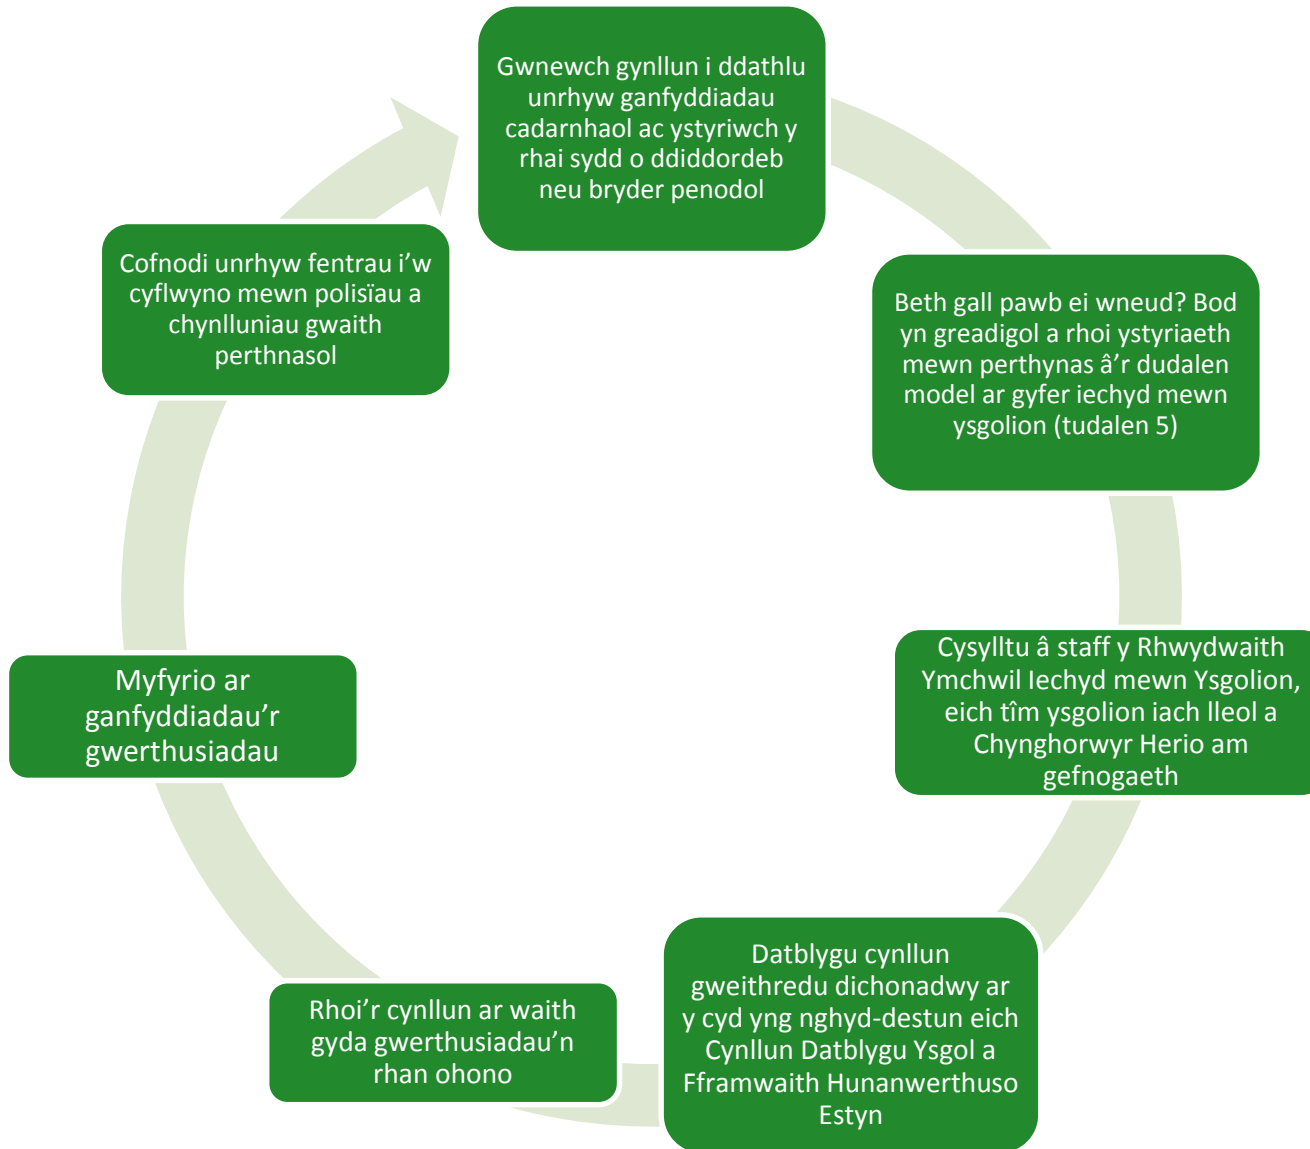 Gwnewch gynllun i ddathlu
unrhyw ganfyddiadau
cadarnhaol ac ystyriwch y
rhai sydd o ddiddordeb
neu bryder penodol
Beth gall pawb ei wneud? Bod
yn greadigol a rhoi ystyriaeth
mewn perthynas â’r dudalen
model ar gyfer iechyd mewn
ysgolion (tudalen 5)
Cysylltu â staff y Rhwydwaith
Ymchwil Iechyd mewn Ysgolion,
eich tîm ysgolion iach lleol a
Chynghorwyr Herio am
gefnogaeth
Datblygu cynllun
gweithredu dichonadwy ar
y cyd yng nghyd-destun eich
Cynllun Datblygu Ysgol a
Fframwaith Hunanwerthuso
Estyn
Rhoi’r cynllun ar waith
gyda gwerthusiadau’n
rhan ohono
Myfyrio ar
ganfyddiadau’r
gwerthusiadau
Cofnodi unrhyw fentrau i’w
cyflwyno mewn polisïau a
chynlluniau gwaith
perthnasol